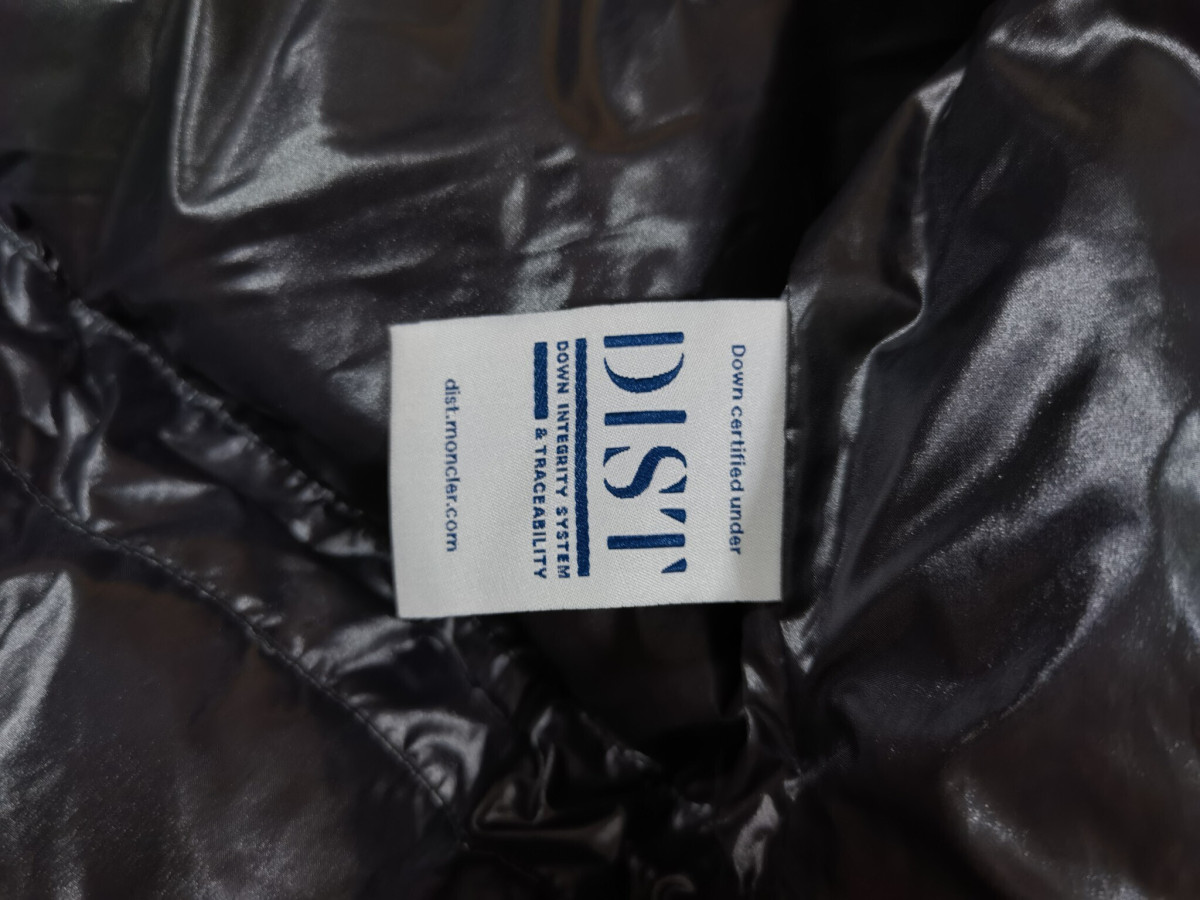 Down certified under
DIST
DOWN INTEGRITY SYSTEM
& TRACEABILITY
dist.moncler.com